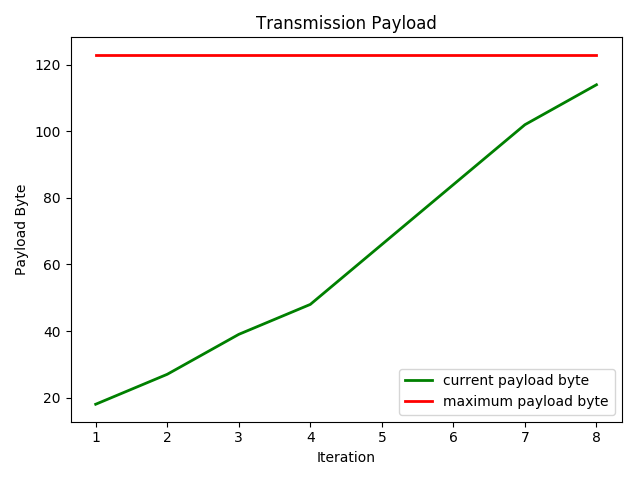 Transmission Payload
120
100
80
60
40
20
Payload Byte
current payload byte
maximum payload byte
1 2 3 4 5 6 7 8
Iteration